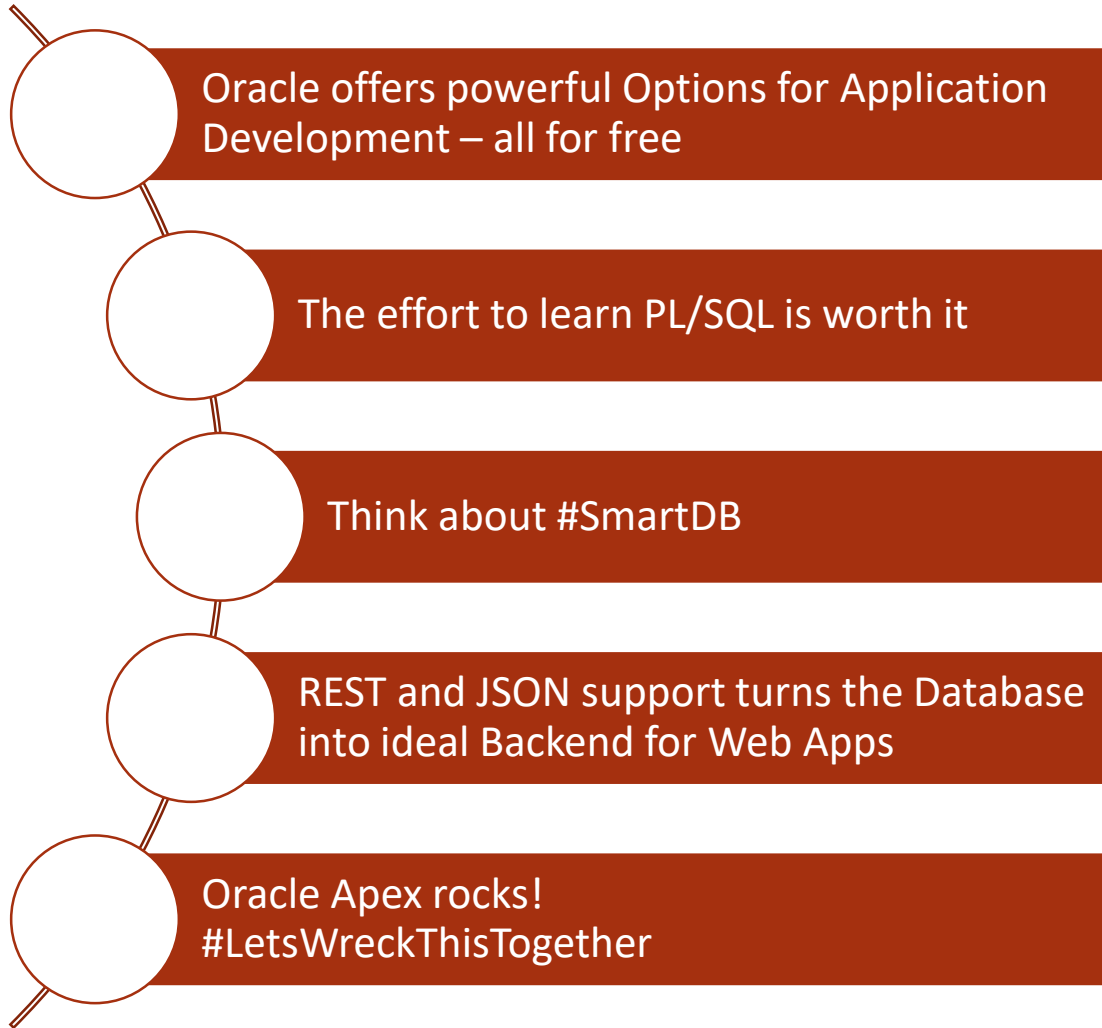 Oracle offers powerful Options for Application
Development – all for free
The effort to learn PL/SQL is worth it
Think about #SmartDB
REST and JSON support turns the Database
into ideal Backend for Web Apps
Oracle Apex rocks!
#LetsWreckThisTogether